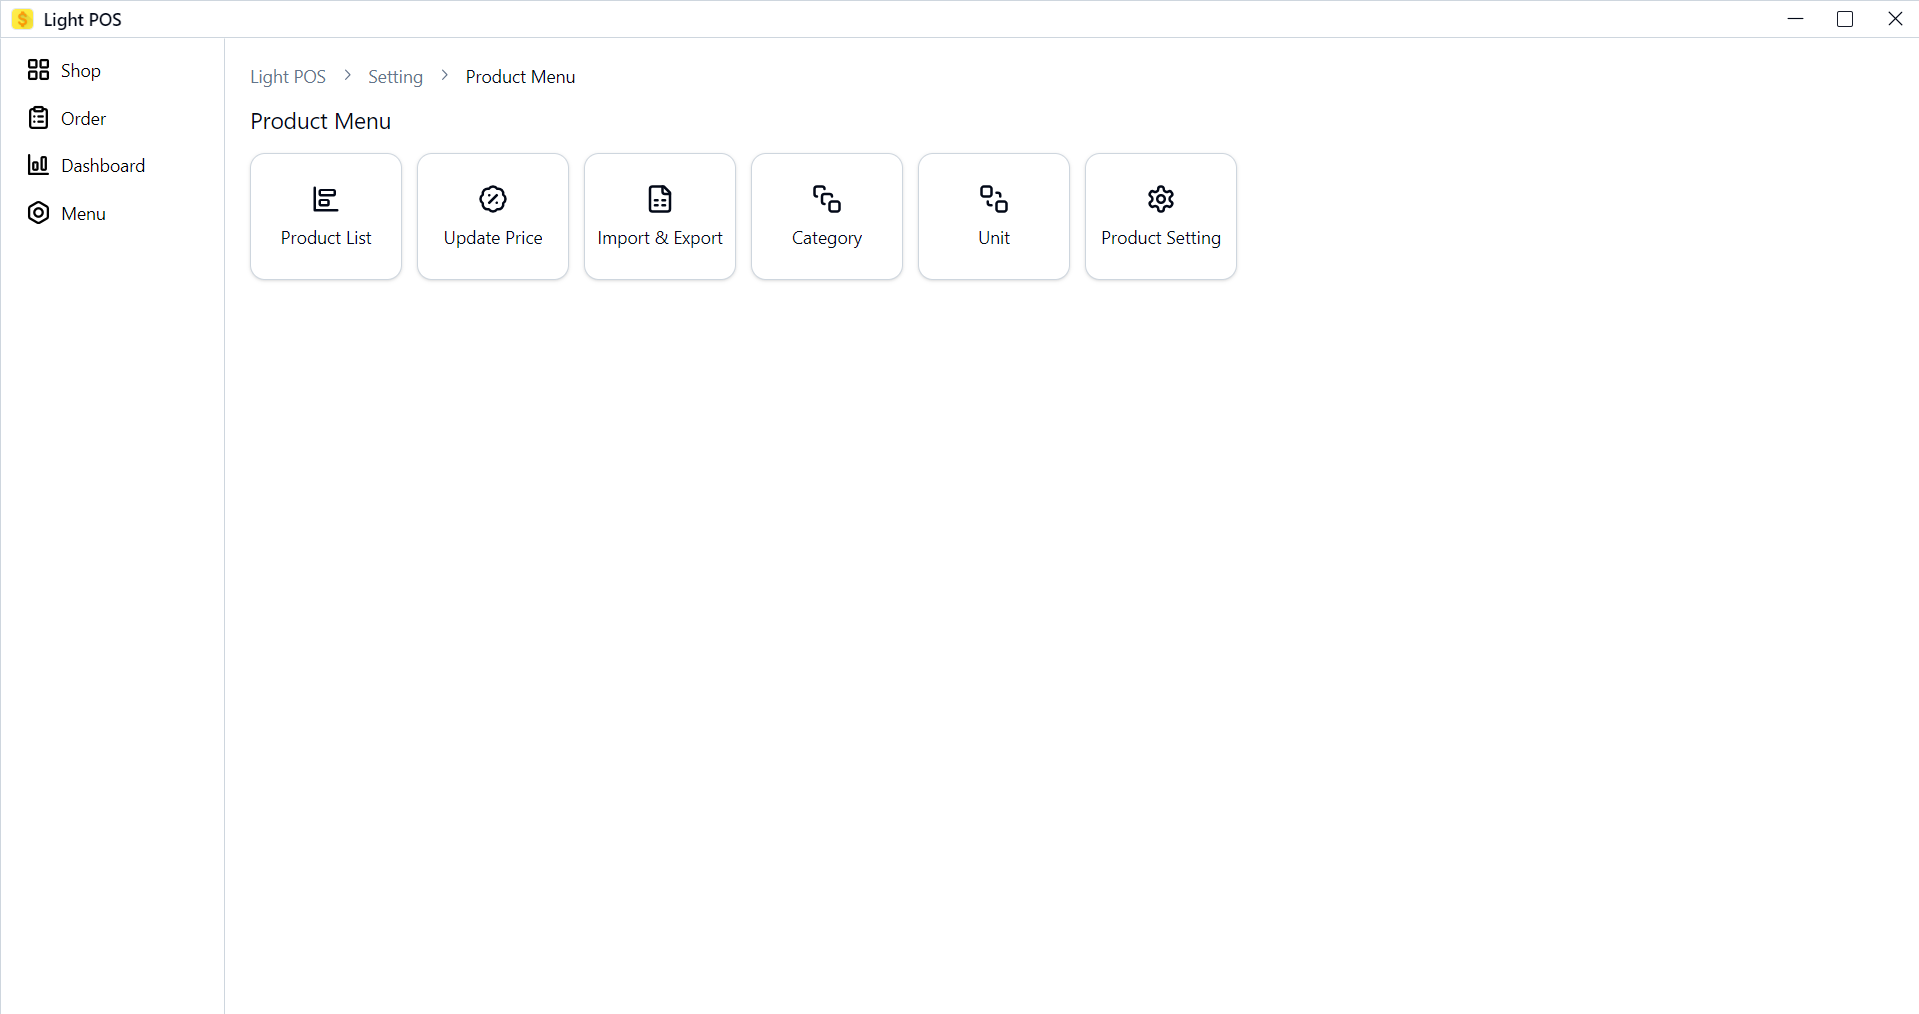 Light POS
Shop
Order
Dashboard
Menu
Light POS > Setting > Product Menu
Product Menu
Product List
Update Price
Import & Export
Category
Unit
Product Setting